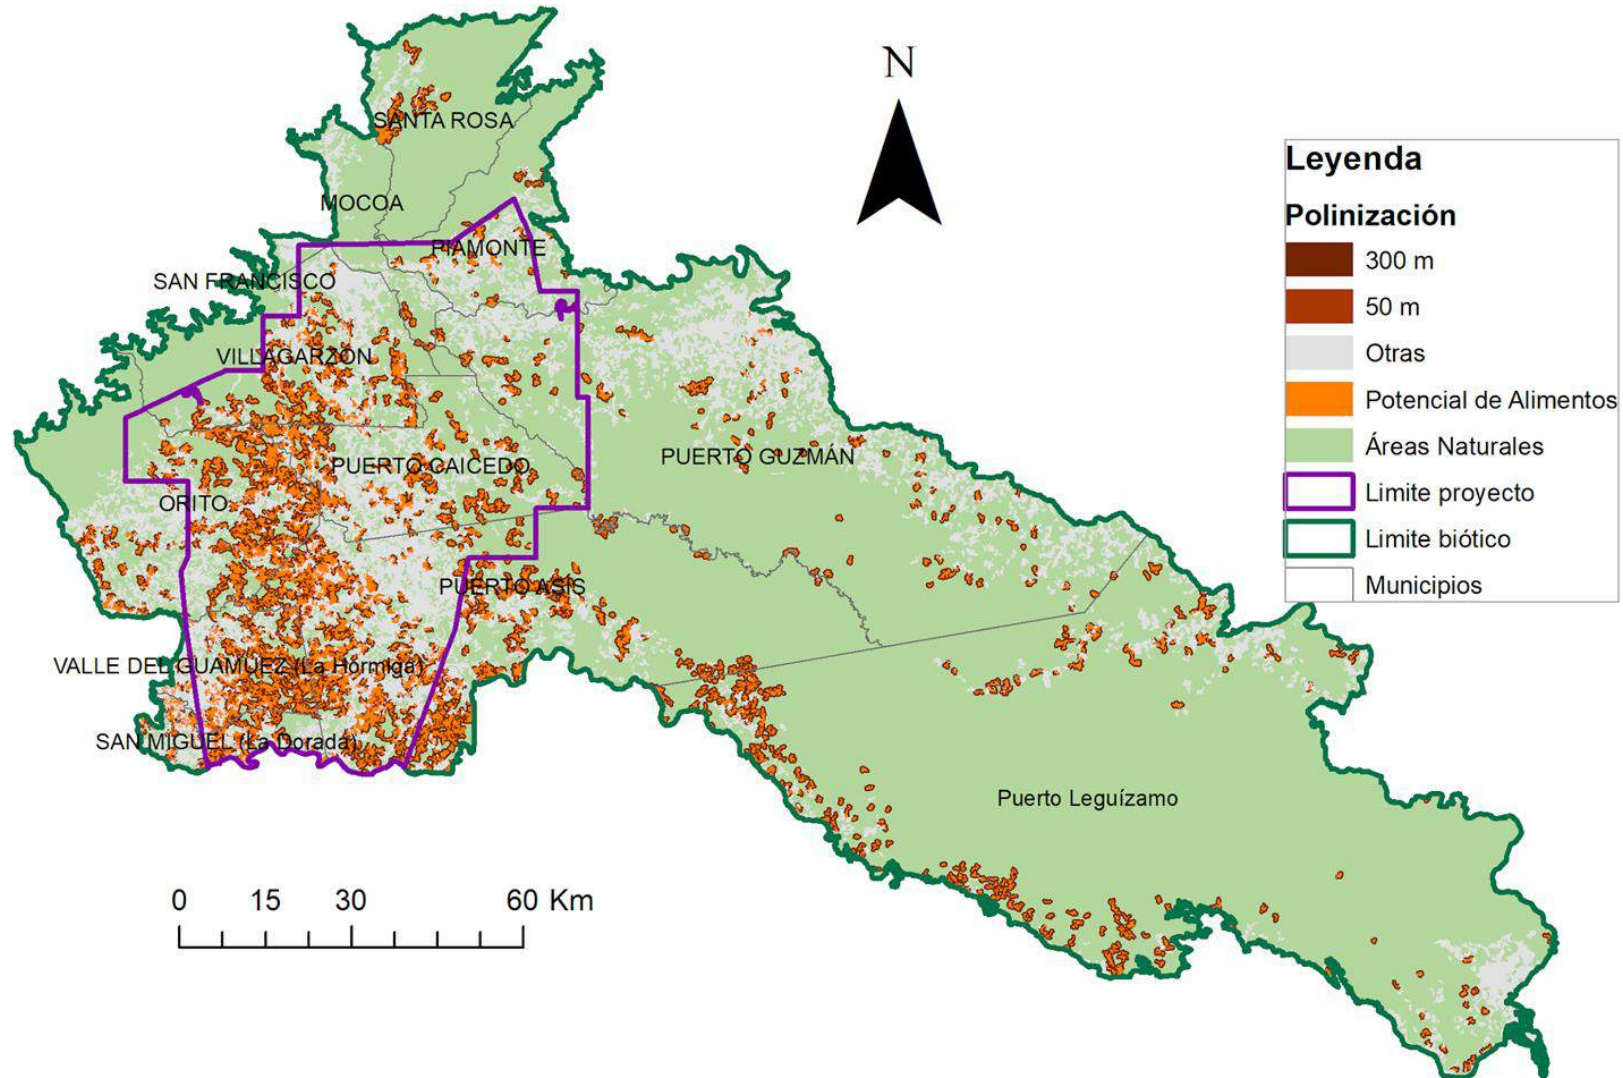 N
SANTA ROSA
MOCOA
PIAMONTE
SAN FRANCISCO
VILLAGARZÓN
PUERTO CAICEDO
PUERTO GUZMÁN
ORITO
PUERTO ASÍS
VALLE DEL GUAMUEZ (La Hormiga)
SAN MIGUEL (La Dorada)
Puerto Leguízamo
0 15 30 60 Km
Leyenda
Polinización
300 m
50 m
Otras
Potencial de Alimentos
Áreas Naturales
Limite proyecto
Limite biótico
Municipios